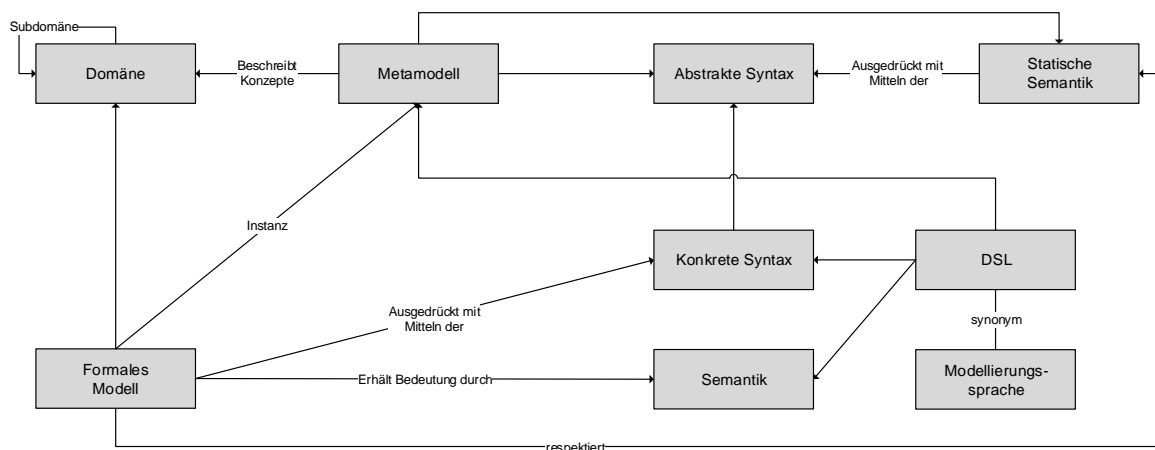 Subdomäne
Domäne
Beschreibt
Konzepte
Metamodell
Abstrakte Syntax
Ausgedrückt mit
Mitteln der
Statische
Semantik
Instanz
Konkrete Syntax
DSL
Ausgedrückt mit
Mitteln der
synonym
Formales
Modell
Erhält Bedeutung durch
Semantik
Modellierungs-
sprache
respektiert